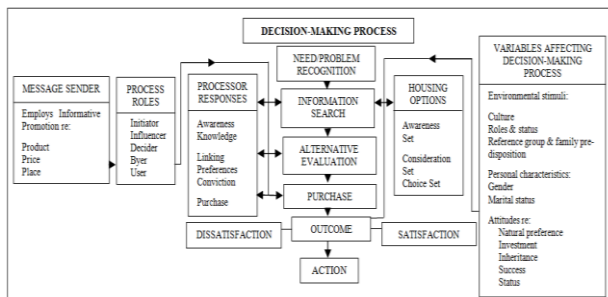 DECISION-MAKING PROCESS
MESSAGE SENDER
Employs Informative
Promotion re:
Product
Price
Place
PROCESS
ROLES
Initiator
Influencer
Decider
Byer
User
PROCESSOR
RESPONSES
Awareness
Knowledge
Linking
Preferences
Conviction
Purchase
NEED/PROBLEM
RECOGNITION
INFORMATION
SEARCH
ALTERNATIVE
EVALUATION
PURCHASE
DISSATISFACTION
OUTCOME
SATISFACTION
ACTION
HOUSING
OPTIONS
Awareness
Set
Consideration
Set
Choice Set
VARIABLES AFFECTING
DECISION-MAKING
PROCESS
Environmental stimuli:
Culture
Roles & status
Reference group & family pre-
disposition
Personal characteristics:
Gender
Marital status
Attitudes re:
Natural preference
Investment
Inheritance
Success
Status